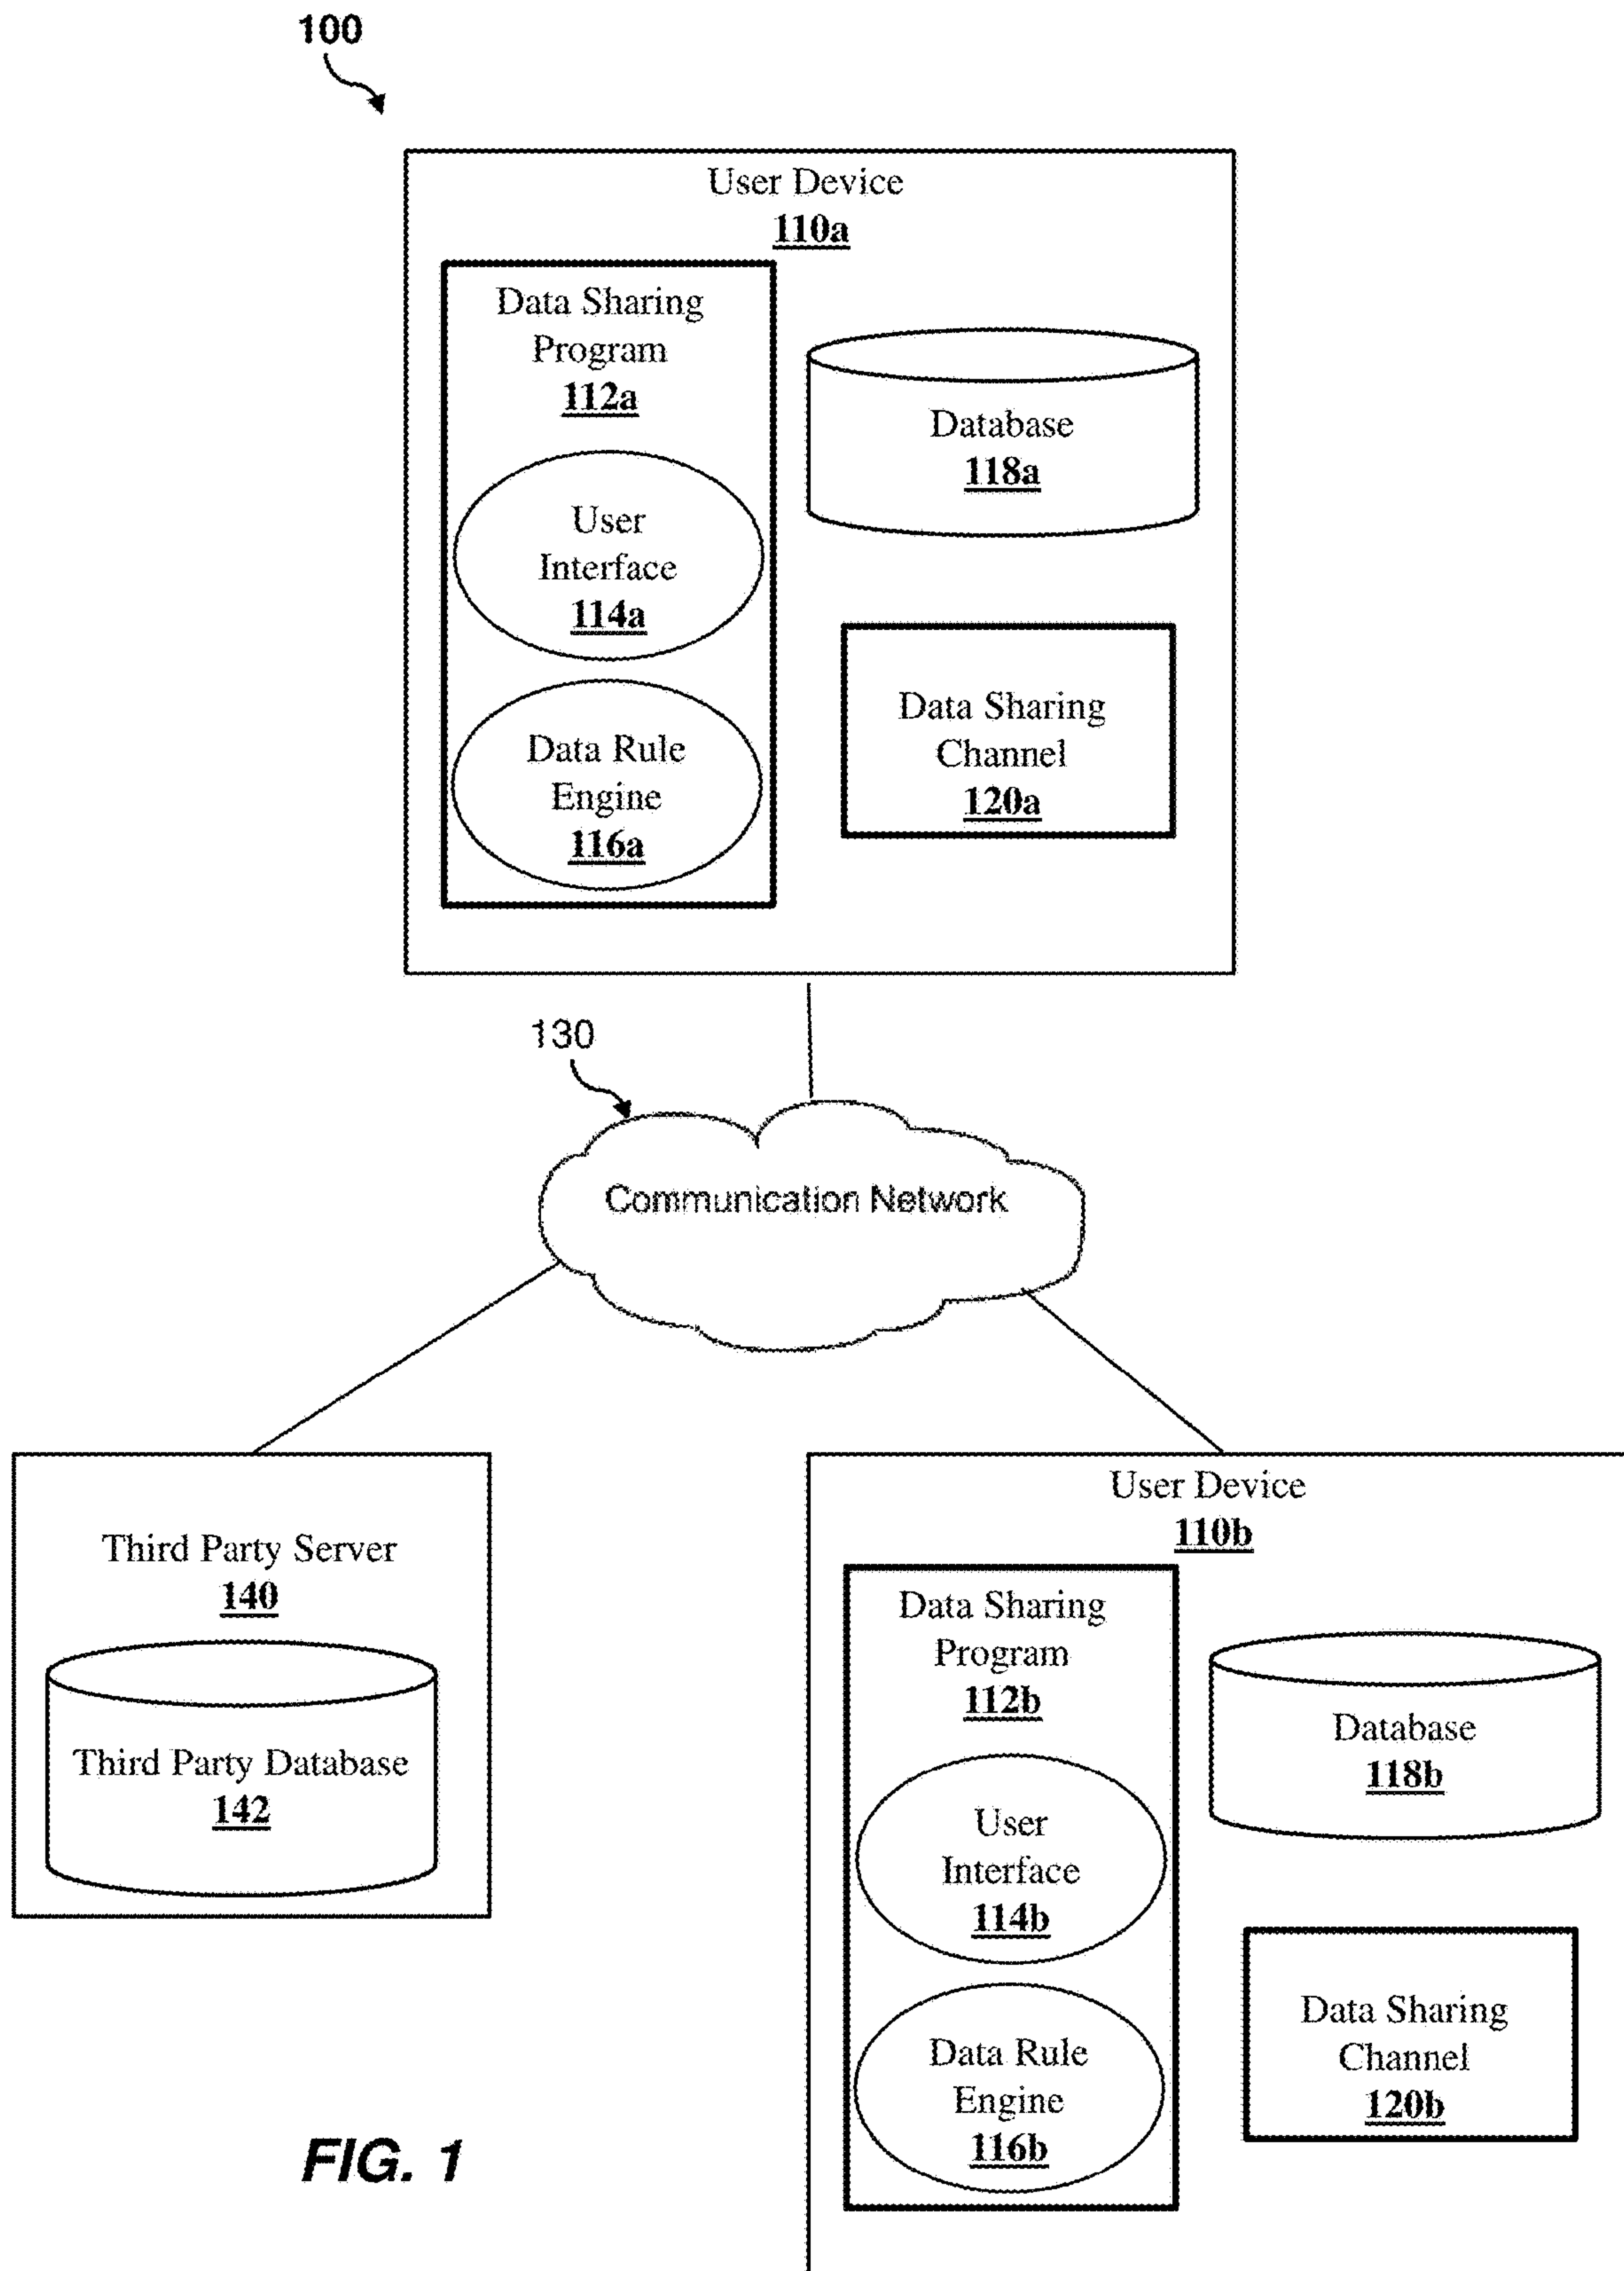 100
User Device
110a
Data Sharing
Program
112a
User
Interface
114a
Data Rule
Engine
116a
Database
118a
Data Sharing
Channel
120a
130
Communication Network
Third Party Server
140
Third Party Database
142
User Device
110b
Data Sharing
Program
112b
User
Interface
114b
Data Rule
Engine
116b
Database
118b
Data Sharing
Channel
120b
FIG. 1